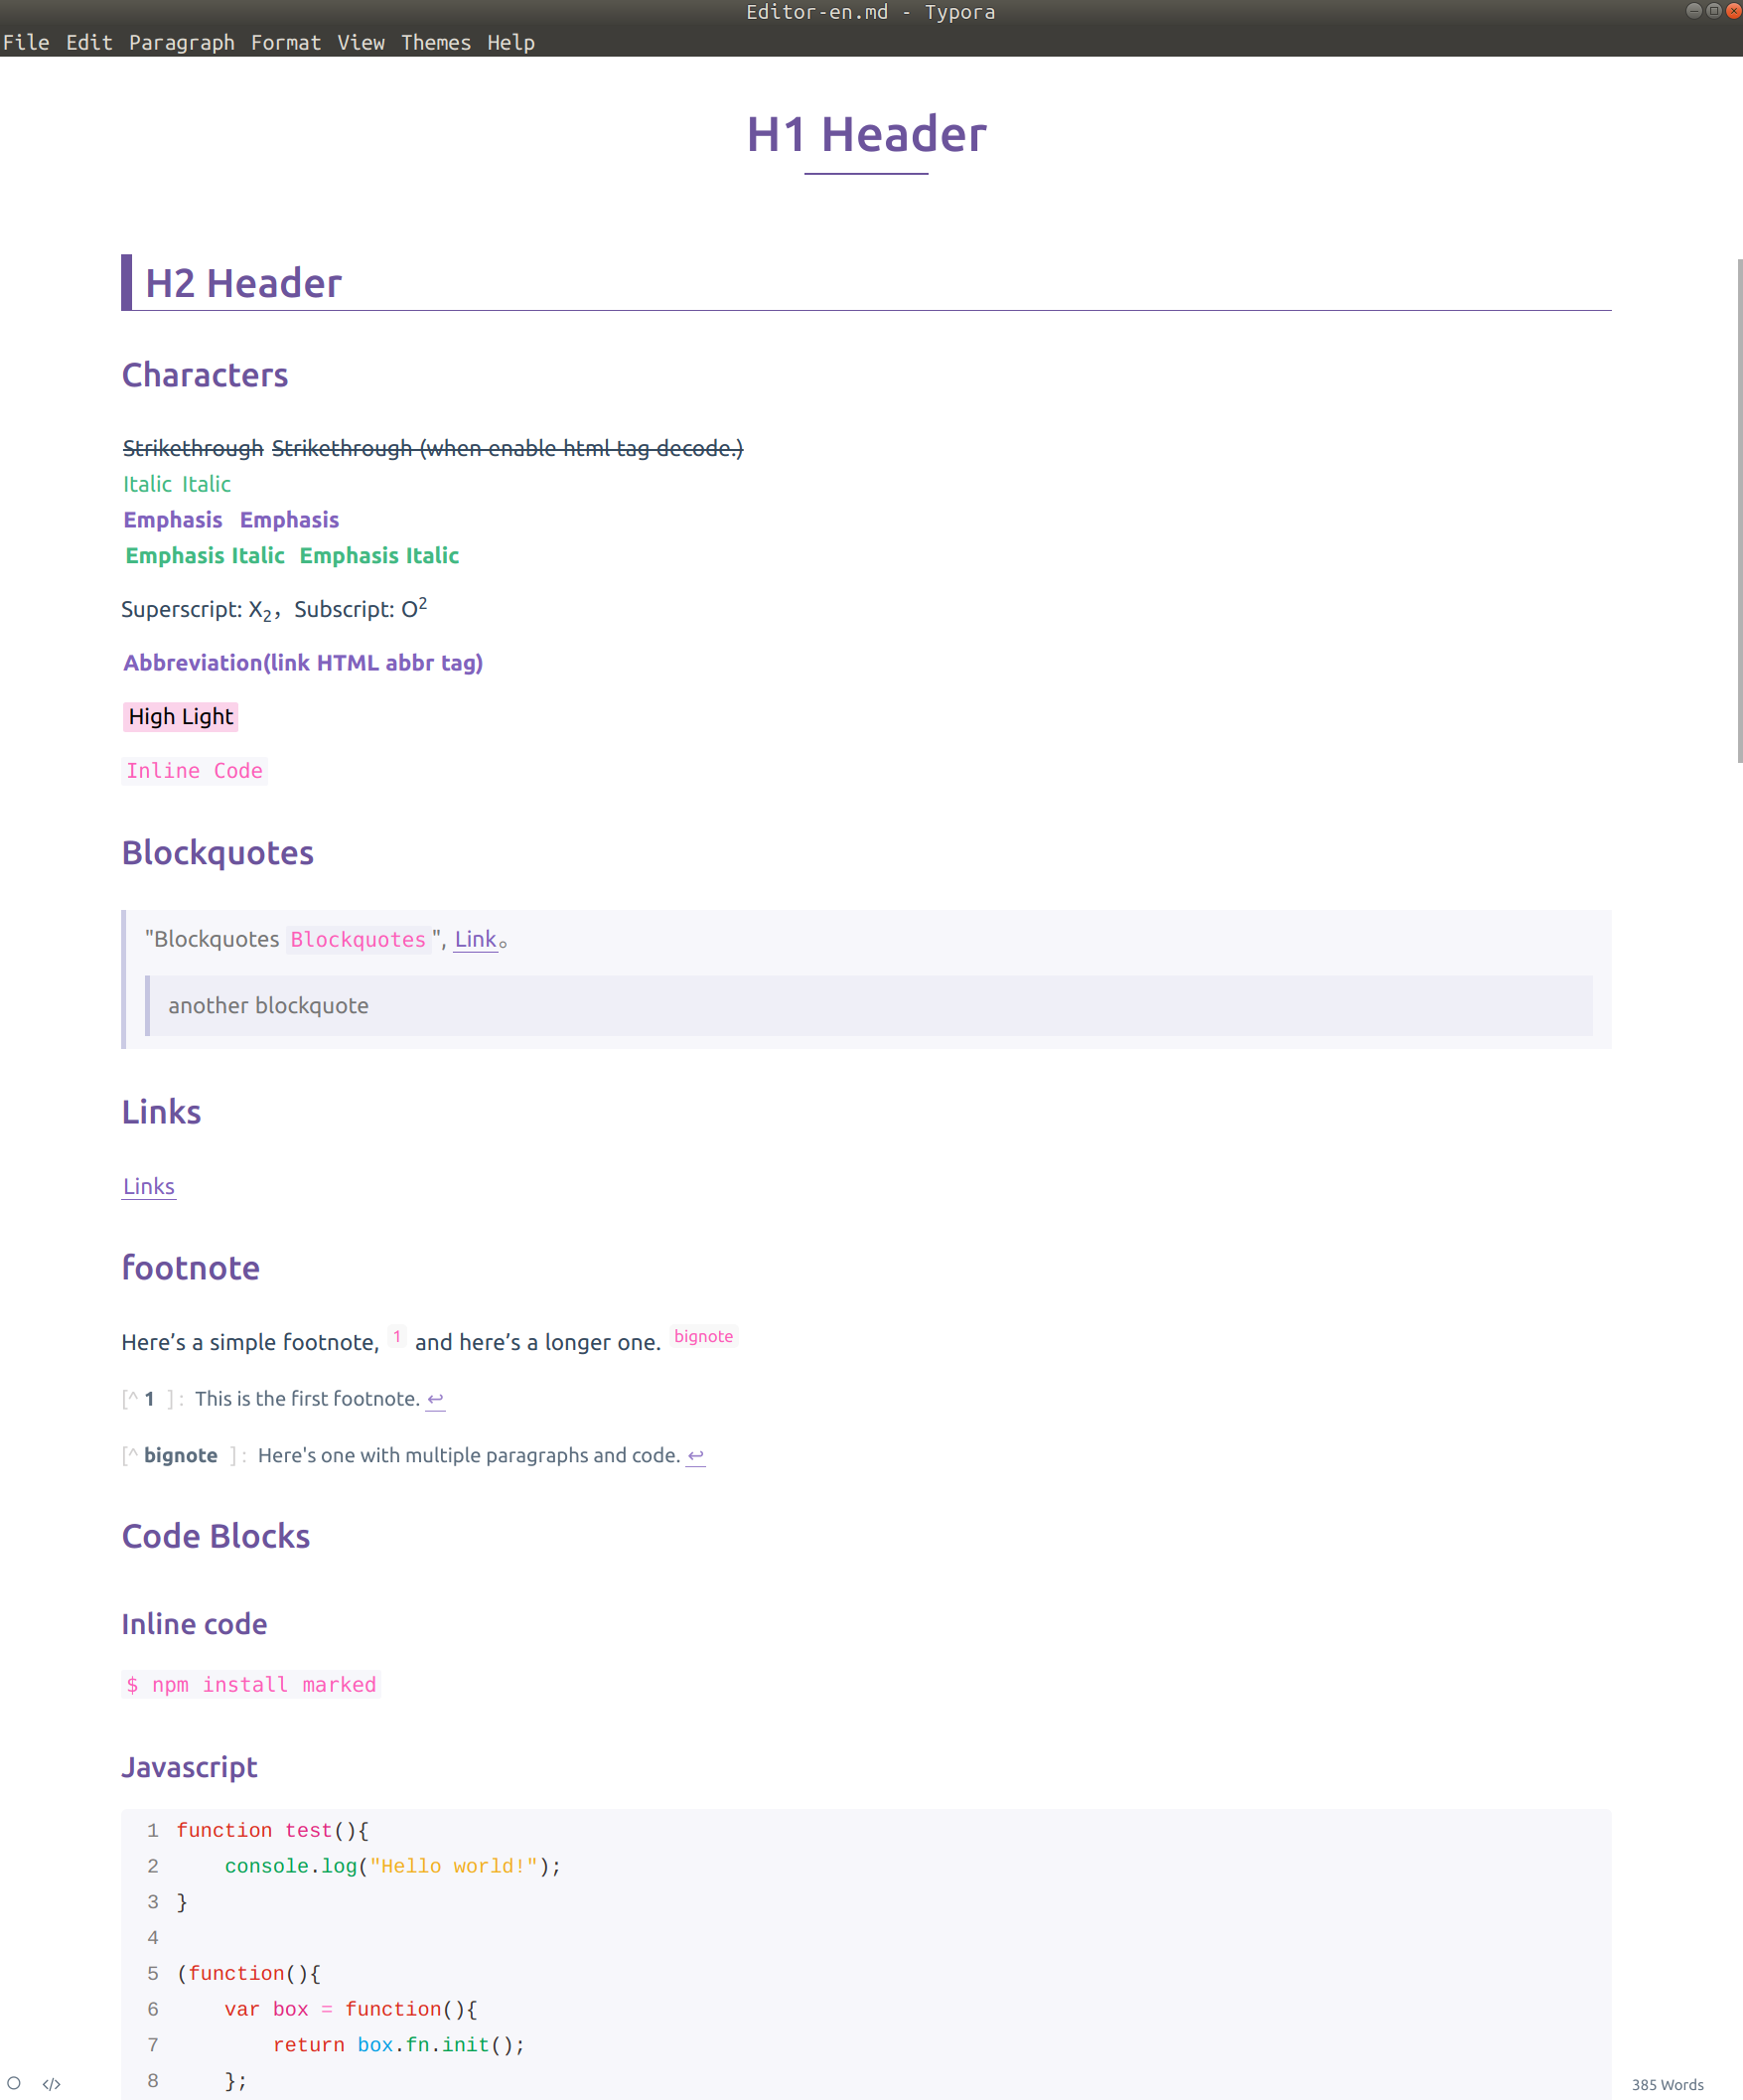 Editor-en.md - Typora
File Edit Paragraph Format View Themes Help
H1 Header
H2 Header
Characters
Strikethrough Strikethrough (when enable html tag decode.)
Italic Italic
Emphasis Emphasis
Emphasis Italic Emphasis Italic
Superscript: X₂，Subscript: O²
Abbreviation(link HTML abbr tag)
High Light
Inline Code
Blockquotes
"Blockquotes Blockquotes", Link。
another blockquote
Links
Links
footnote
Here’s a simple footnote, 1 and here’s a longer one. bignote
[^ 1 ]: This is the first footnote. ↩
[^ bignote ]: Here's one with multiple paragraphs and code. ↩
Code Blocks
Inline code
$ npm install marked
Javascript
1 function test(){
2     console.log("Hello world!");
3 }
4
5 (function(){
6     var box = function(){
7         return box.fn.init();
8     };
</> 385 Words